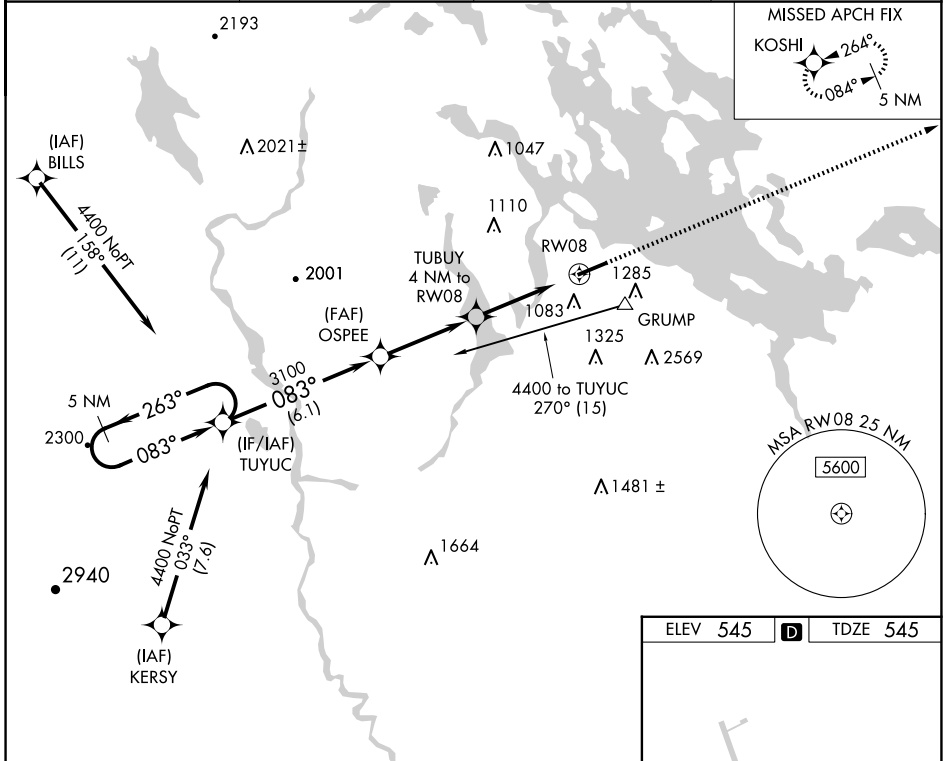 2193
MISSED APCH FIX
KOSHI
264°
084°
5 NM
(IAF)
BILLS
2021±
1047
4400 NoPT
158°
(11)
1110
RW08
TUBUY
4 NM to
RW08
2001
1285
1083
GRUMP
(FAF)
OSPEE
1325
2569
3100
083°
(6.1)
4400 to TUYUC
270° (15)
5 NM
263°
083°
2300
(IF/IAF)
TUYUC
MSA RW08 25 NM
5600
1481 ±
4400 NoPT
033°
(7.6)
1664
2940
(IAF)
KERSY
ELEV 545 D TDZE 545